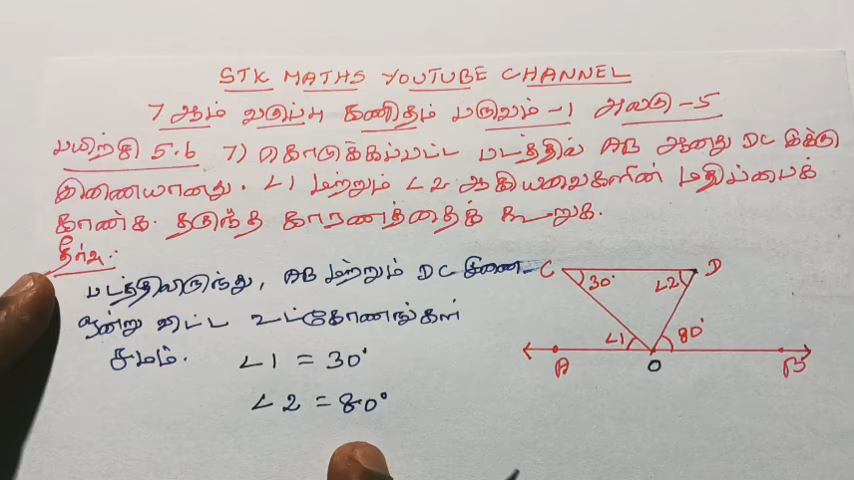 STK MATHS YOUTUBE CHANNEL
7 ஆம் வகுப்பு கணிதம் பருவம் -1 அலகு -5
பயிற்சி 5.6 7) கொடுக்கப்பட்ட படத்தில் AB ஆனது DC இக்கு
இணையானது. ∠1 மற்றும் ∠2 ஆகியவைகளின் மதிப்பைக்
காண்க. தகுந்த காரணத்தைக் கூறுக.
தீர்வு:
படத்திலிருந்து, AB மற்றும் DC இணை.
ஒன்று விட்ட உட்கோணங்கள்
சமம். ∠1 = 30°
∠2 = 80°
C D
30° ∠2
∠1 80°
A O B